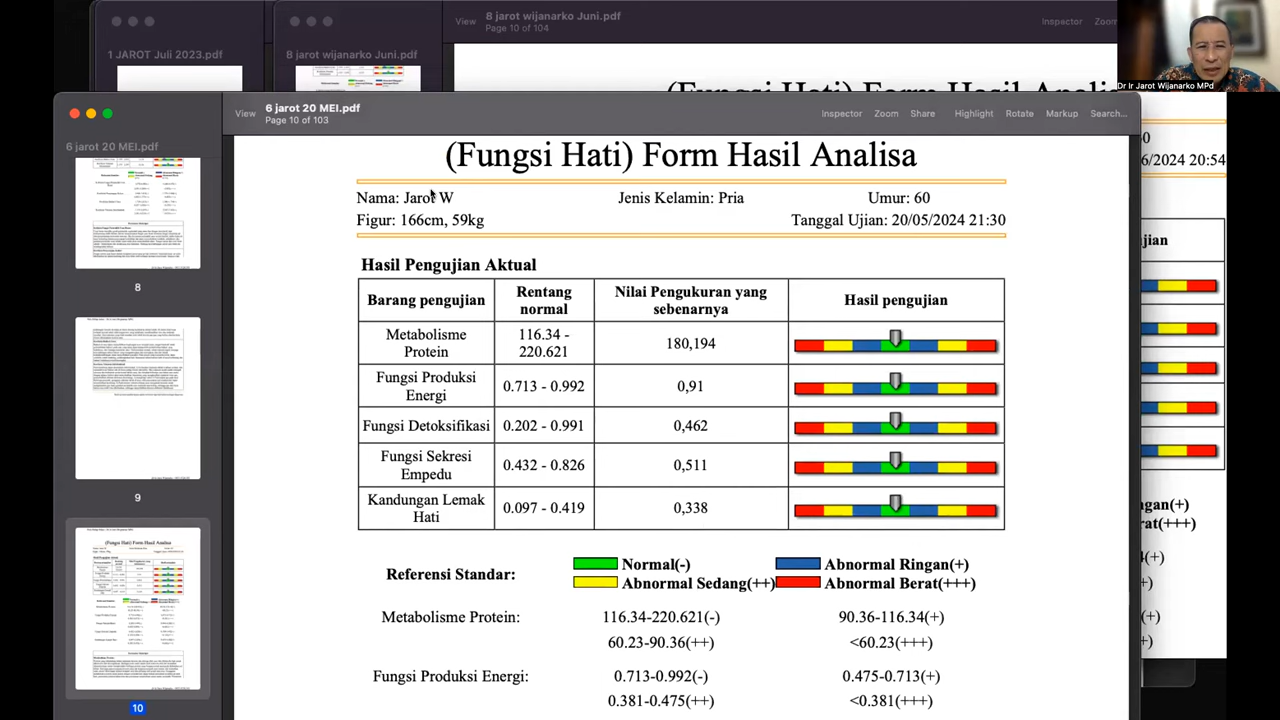 8 jarot wijanarko Juni.pdf
View
Page 10 of 104
Inspector
1 JAROT Juli 2023.pdf
8 jarot wijanarko Juni.pdf
Dr Ir Jarot Wijanarko MPd
6 jarot 20 MEI.pdf
View
Page 10 of 103
Inspector Zoom Share Highlight Rotate Markup Search...
6 jarot 20 MEI.pdf
8
9
10
(Fungsi Hati) Form Hasil Analisa
Jenis Kelamin: Pria
Umur: 60
Figur: 166cm, 59kg
Tanggal Ujian: 20/05/2024 21:30
Hasil Pengujian Aktual
Barang pengujian
Rentang normal
Nilai Pengukuran yang sebenarnya
Hasil pengujian
Metabolisme Protein
116.34 - 220.621
180,194
Fungsi Produksi Energi
0.713 - 0.992
0,91
Fungsi Detoksifikasi
0.202 - 0.991
0,462
Fungsi Sekresi Empedu
0.432 - 0.826
0,511
Kandungan Lemak Hati
0.097 - 0.419
0,338
Referensi Standar:
Normal(-)
Abnormal Ringan(+)
Abnormal Sedang(++)
Abnormal Berat(+++)
Metabolisme Protein:
116.34-220.621(-)
90.36-116.34(+)
60.23-90.36(++)
<60.23(+++)
Fungsi Produksi Energi:
0.713-0.992(-)
0.475-0.713(+)
0.381-0.475(++)
<0.381(+++)